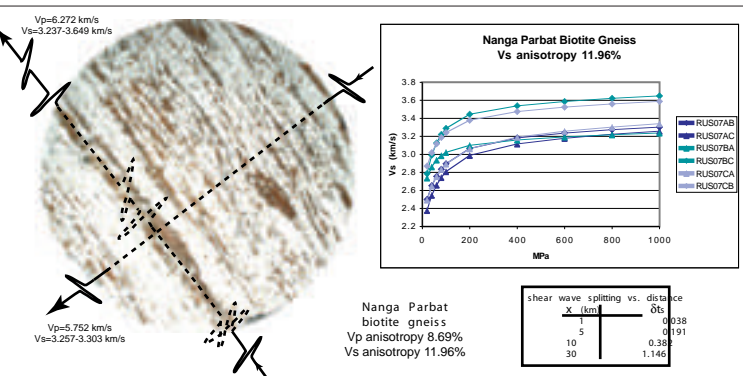 Vp=6.272 km/s
Vs=3.237-3.649 km/s
Nanga Parbat Biotite Gneiss
Vs anisotropy 11.96%
3.8
3.6
3.4
3.2
3.0
2.8
2.6
2.4
2.2
Vs (km/s)
0 200 400 600 800 1000
MPa
RUS07AB
RUS07AC
RUS07BA
RUS07BC
RUS07CA
RUS07CB
Vp=5.752 km/s
Vs=3.257-3.303 km/s
Nanga Parbat
biotite gneiss
Vp anisotropy 8.69%
Vs anisotropy 11.96%
shear wave splitting vs. distance
X (km) δts
1 0.038
5 0.191
10 0.382
30 1.146